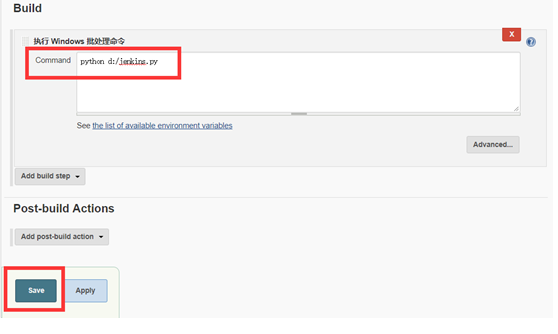 Build
执行 Windows 批处理命令
X
Command
python d:/jenkins.py
See the list of available environment variables
Advanced...
Add build step
Post-build Actions
Add post-build action
Save
Apply